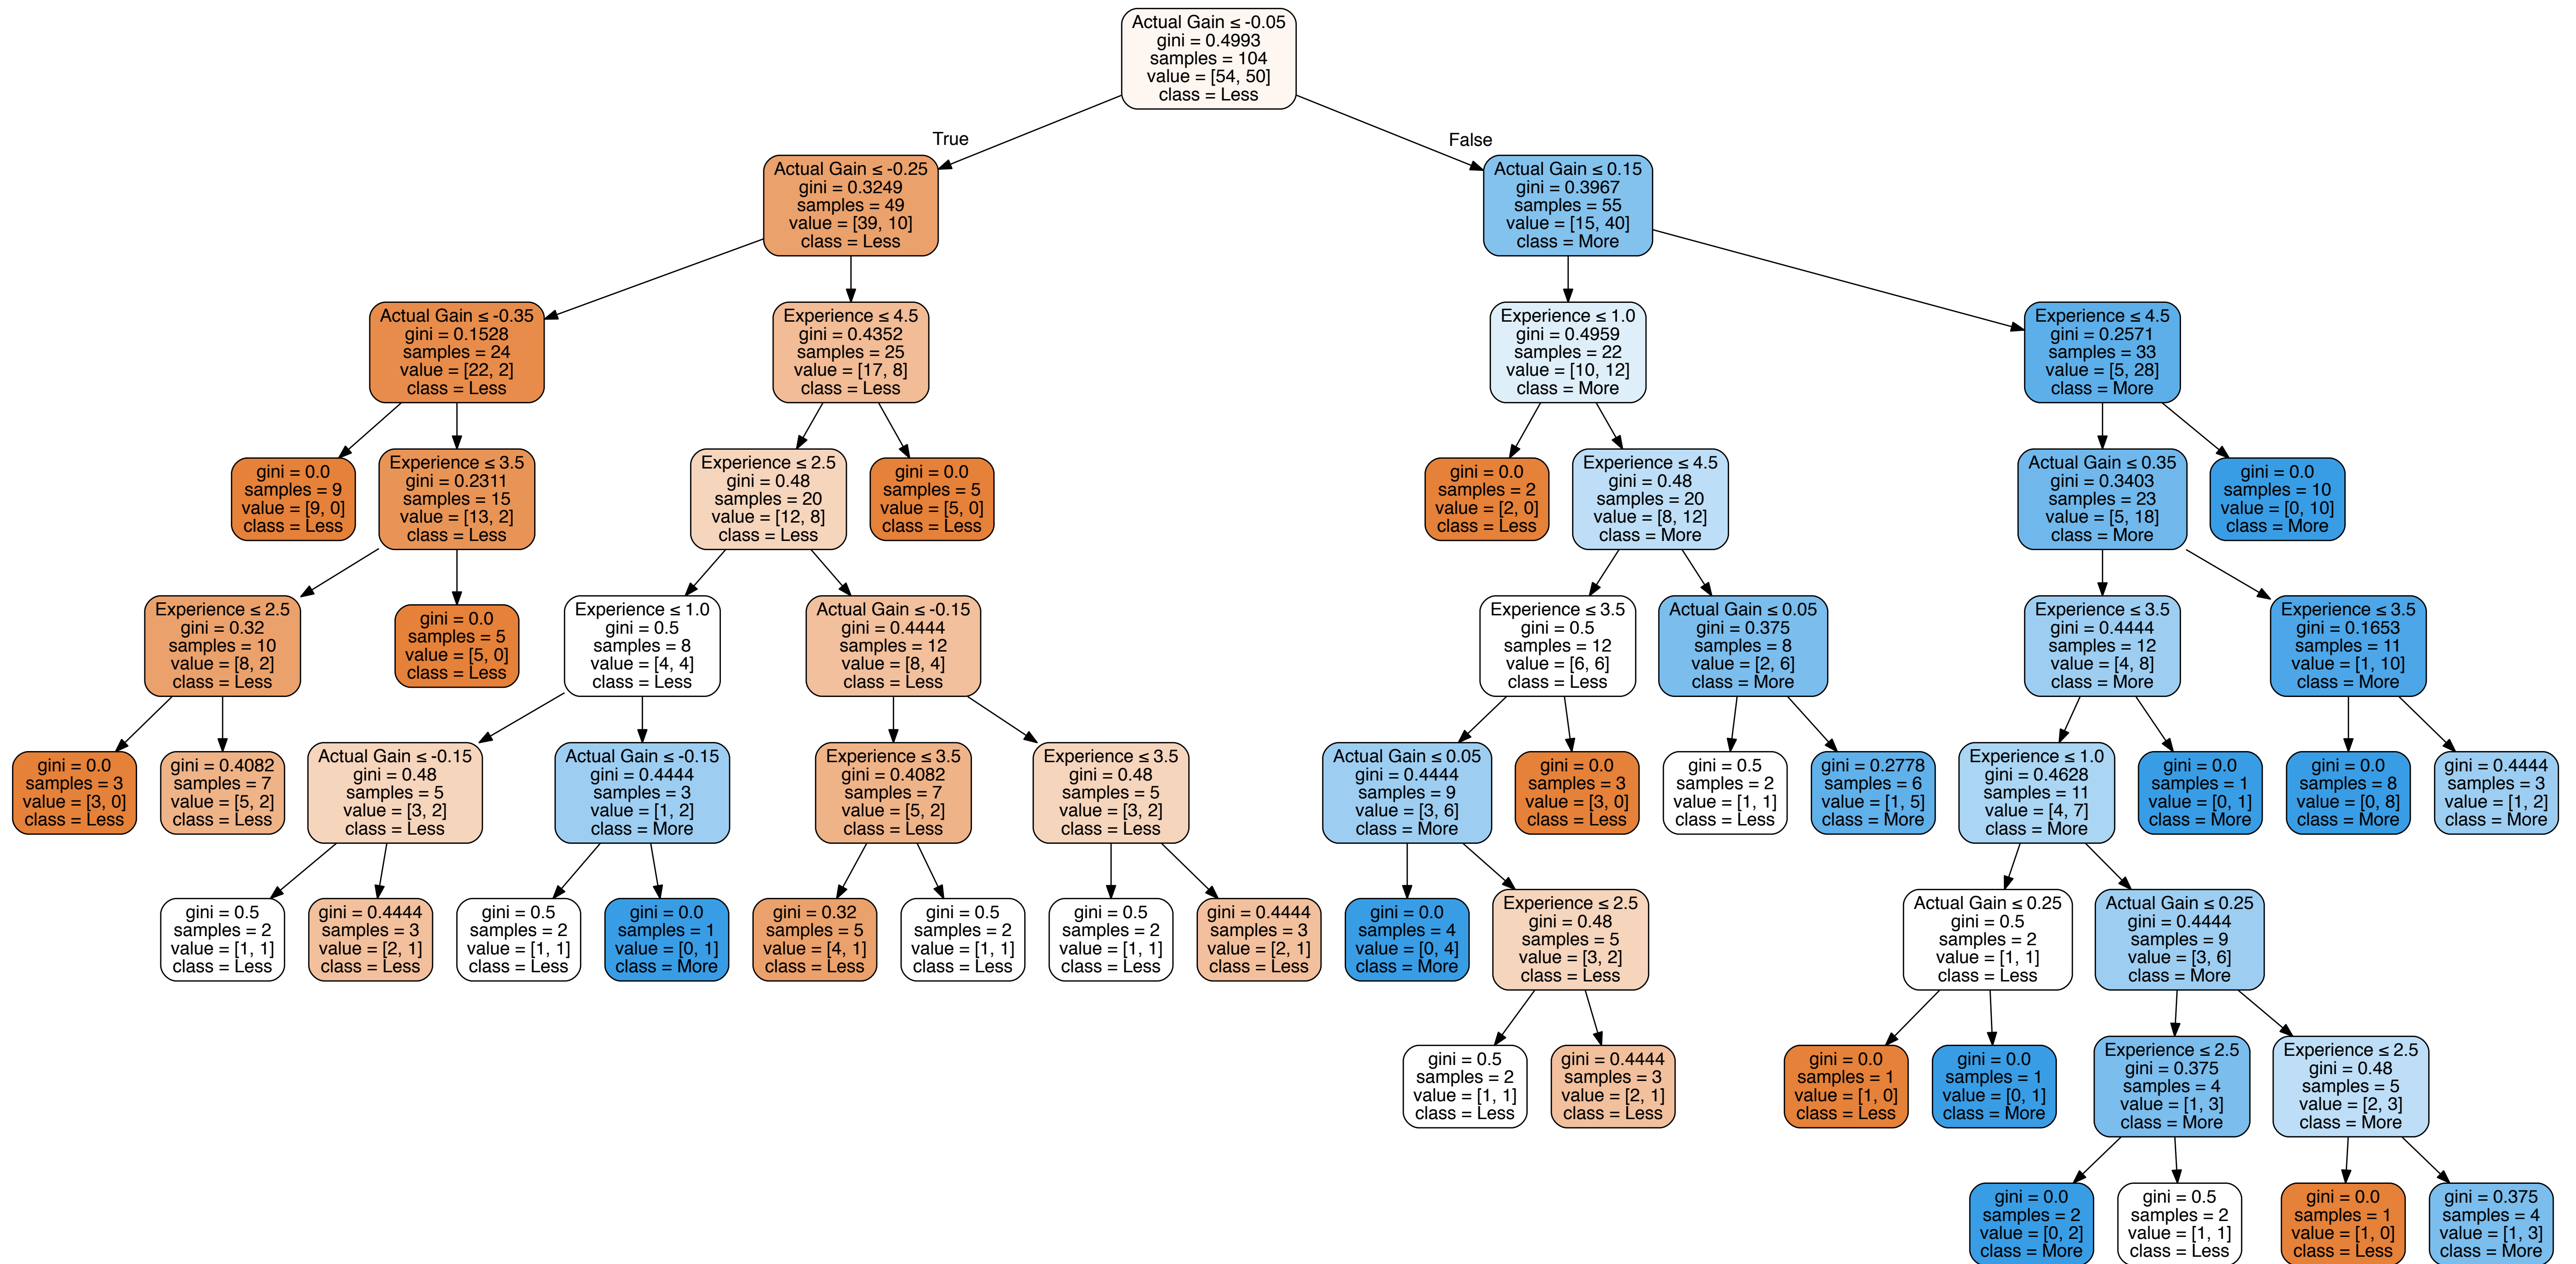 Actual Gain ≤ -0.05
gini = 0.4993
samples = 104
value = [54, 50]
class = Less
True
False
Actual Gain ≤ -0.25
gini = 0.3249
samples = 49
value = [39, 10]
class = Less
Actual Gain ≤ 0.15
gini = 0.3967
samples = 55
value = [15, 40]
class = More
Actual Gain ≤ -0.35
gini = 0.1528
samples = 24
value = [22, 2]
class = Less
Experience ≤ 4.5
gini = 0.4352
samples = 25
value = [17, 8]
class = Less
Experience ≤ 1.0
gini = 0.4959
samples = 22
value = [10, 12]
class = More
Experience ≤ 4.5
gini = 0.2571
samples = 33
value = [5, 28]
class = More
gini = 0.0
samples = 9
value = [9, 0]
class = Less
Experience ≤ 3.5
gini = 0.2311
samples = 15
value = [13, 2]
class = Less
Experience ≤ 2.5
gini = 0.48
samples = 20
value = [12, 8]
class = Less
gini = 0.0
samples = 5
value = [5, 0]
class = Less
gini = 0.0
samples = 2
value = [2, 0]
class = Less
Experience ≤ 4.5
gini = 0.48
samples = 20
value = [8, 12]
class = More
Actual Gain ≤ 0.35
gini = 0.3403
samples = 23
value = [5, 18]
class = More
gini = 0.0
samples = 10
value = [0, 10]
class = More
Experience ≤ 2.5
gini = 0.32
samples = 10
value = [8, 2]
class = Less
gini = 0.0
samples = 5
value = [5, 0]
class = Less
Experience ≤ 1.0
gini = 0.5
samples = 8
value = [4, 4]
class = Less
Actual Gain ≤ -0.15
gini = 0.4444
samples = 12
value = [8, 4]
class = Less
Experience ≤ 3.5
gini = 0.5
samples = 12
value = [6, 6]
class = Less
Actual Gain ≤ 0.05
gini = 0.375
samples = 8
value = [2, 6]
class = More
Experience ≤ 3.5
gini = 0.4444
samples = 12
value = [4, 8]
class = More
Experience ≤ 3.5
gini = 0.1653
samples = 11
value = [1, 10]
class = More
gini = 0.0
samples = 3
value = [3, 0]
class = Less
gini = 0.4082
samples = 7
value = [5, 2]
class = Less
Actual Gain ≤ -0.15
gini = 0.48
samples = 5
value = [3, 2]
class = Less
Actual Gain ≤ -0.15
gini = 0.4444
samples = 3
value = [1, 2]
class = More
Experience ≤ 3.5
gini = 0.4082
samples = 7
value = [5, 2]
class = Less
Experience ≤ 3.5
gini = 0.48
samples = 5
value = [3, 2]
class = Less
Actual Gain ≤ 0.05
gini = 0.4444
samples = 9
value = [3, 6]
class = More
gini = 0.0
samples = 3
value = [3, 0]
class = Less
gini = 0.5
samples = 2
value = [1, 1]
class = Less
gini = 0.2778
samples = 6
value = [1, 5]
class = More
Experience ≤ 1.0
gini = 0.4628
samples = 11
value = [4, 7]
class = More
gini = 0.0
samples = 1
value = [0, 1]
class = More
gini = 0.0
samples = 8
value = [0, 8]
class = More
gini = 0.4444
samples = 3
value = [1, 2]
class = More
gini = 0.5
samples = 2
value = [1, 1]
class = Less
gini = 0.4444
samples = 3
value = [2, 1]
class = Less
gini = 0.5
samples = 2
value = [1, 1]
class = Less
gini = 0.0
samples = 1
value = [0, 1]
class = More
gini = 0.32
samples = 5
value = [4, 1]
class = Less
gini = 0.5
samples = 2
value = [1, 1]
class = Less
gini = 0.5
samples = 2
value = [1, 1]
class = Less
gini = 0.4444
samples = 3
value = [2, 1]
class = Less
gini = 0.0
samples = 4
value = [0, 4]
class = More
Experience ≤ 2.5
gini = 0.48
samples = 5
value = [3, 2]
class = Less
Actual Gain ≤ 0.25
gini = 0.5
samples = 2
value = [1, 1]
class = Less
Actual Gain ≤ 0.25
gini = 0.4444
samples = 9
value = [3, 6]
class = More
gini = 0.5
samples = 2
value = [1, 1]
class = Less
gini = 0.4444
samples = 3
value = [2, 1]
class = Less
gini = 0.0
samples = 1
value = [1, 0]
class = Less
gini = 0.0
samples = 1
value = [0, 1]
class = More
Experience ≤ 2.5
gini = 0.375
samples = 4
value = [1, 3]
class = More
Experience ≤ 2.5
gini = 0.48
samples = 5
value = [2, 3]
class = More
gini = 0.0
samples = 2
value = [0, 2]
class = More
gini = 0.5
samples = 2
value = [1, 1]
class = Less
gini = 0.0
samples = 1
value = [1, 0]
class = Less
gini = 0.375
samples = 4
value = [1, 3]
class = More